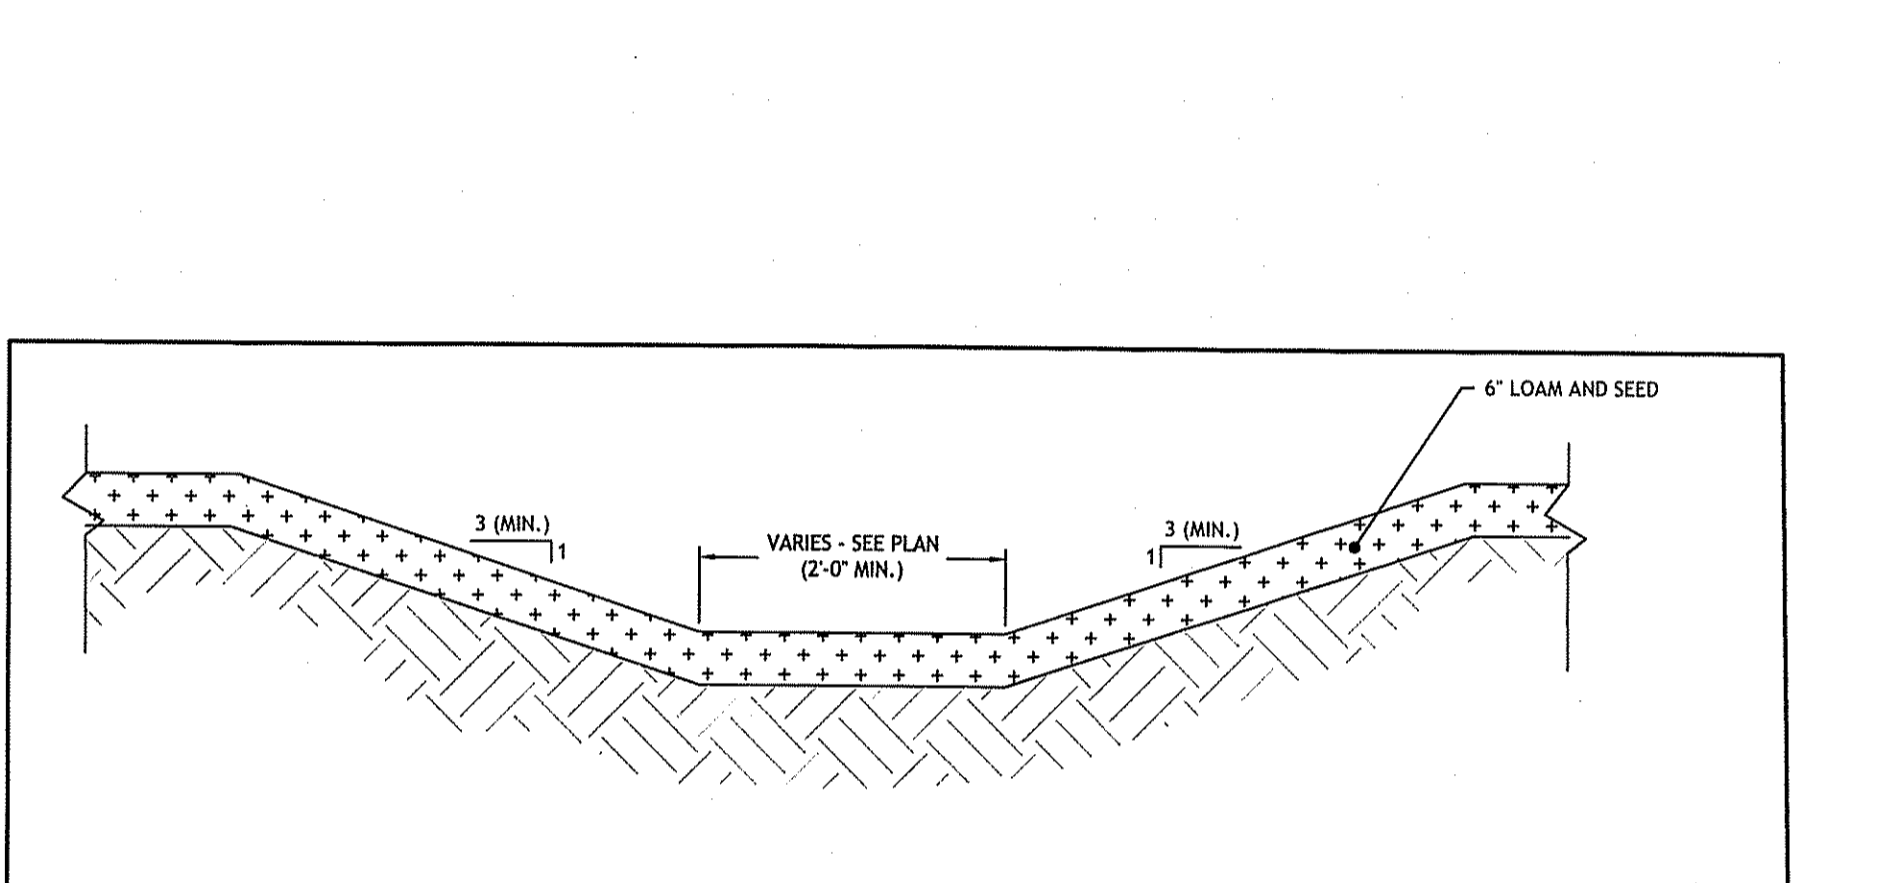 6" LOAM AND SEED
3 (MIN.)
1
VARIES - SEE PLAN
(2'-0" MIN.)
3 (MIN.)
1